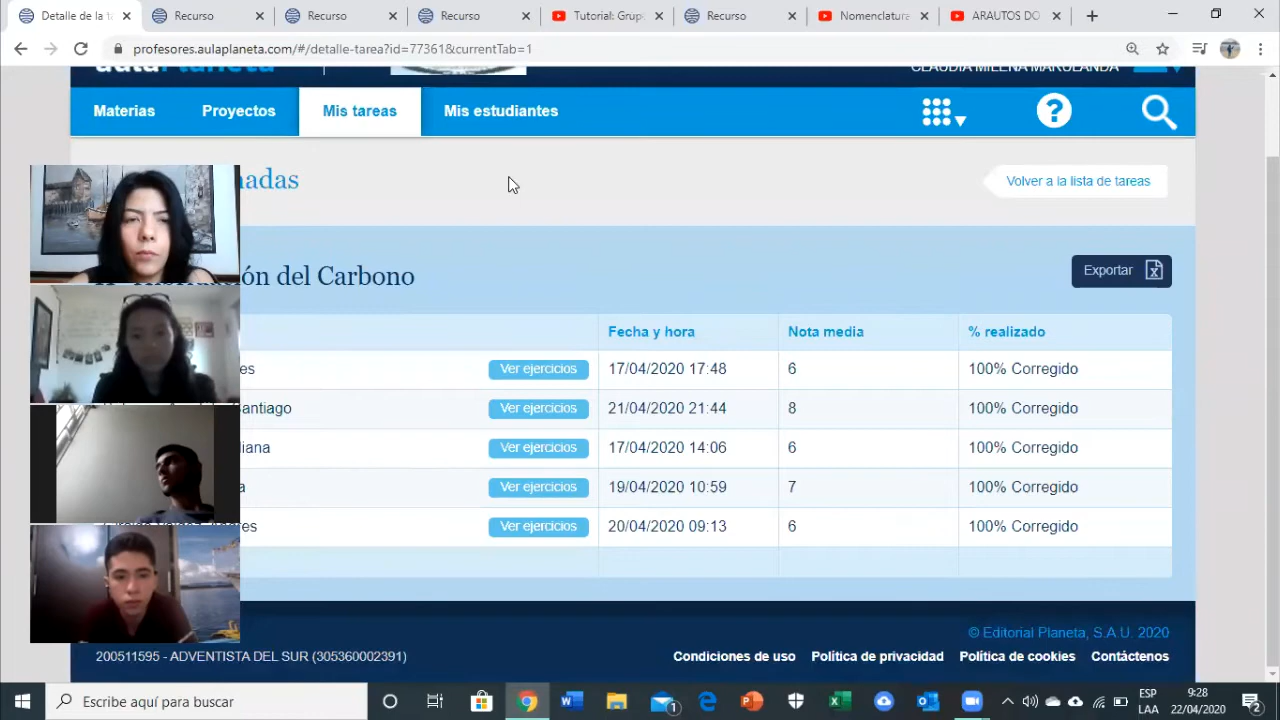 Detalle de la t
Recurso
Recurso
Recurso
Tutorial: Grup
Recurso
Nomenclatura
ARAUTOS DO
profesores.aulaplaneta.com/#/detalle-tarea?id=77361&currentTab=1
CLAUDIA MILENA MARULANDA
Materias
Proyectos
Mis tareas
Mis estudiantes
nadas
Volver a la lista de tareas
ón del Carbono
Exportar
Fecha y hora
Nota media
% realizado
es
Ver ejercicios
17/04/2020 17:48
6
100% Corregido
Santiago
Ver ejercicios
21/04/2020 21:44
8
100% Corregido
liana
Ver ejercicios
17/04/2020 14:06
6
100% Corregido
a
Ver ejercicios
19/04/2020 10:59
7
100% Corregido
es
Ver ejercicios
20/04/2020 09:13
6
100% Corregido
© Editorial Planeta, S.A.U. 2020
200511595 - ADVENTISTA DEL SUR (305360002391)
Condiciones de uso
Política de privacidad
Política de cookies
Contáctenos
Escribe aquí para buscar
1
ESP
LAA
9:28
22/04/2020
2